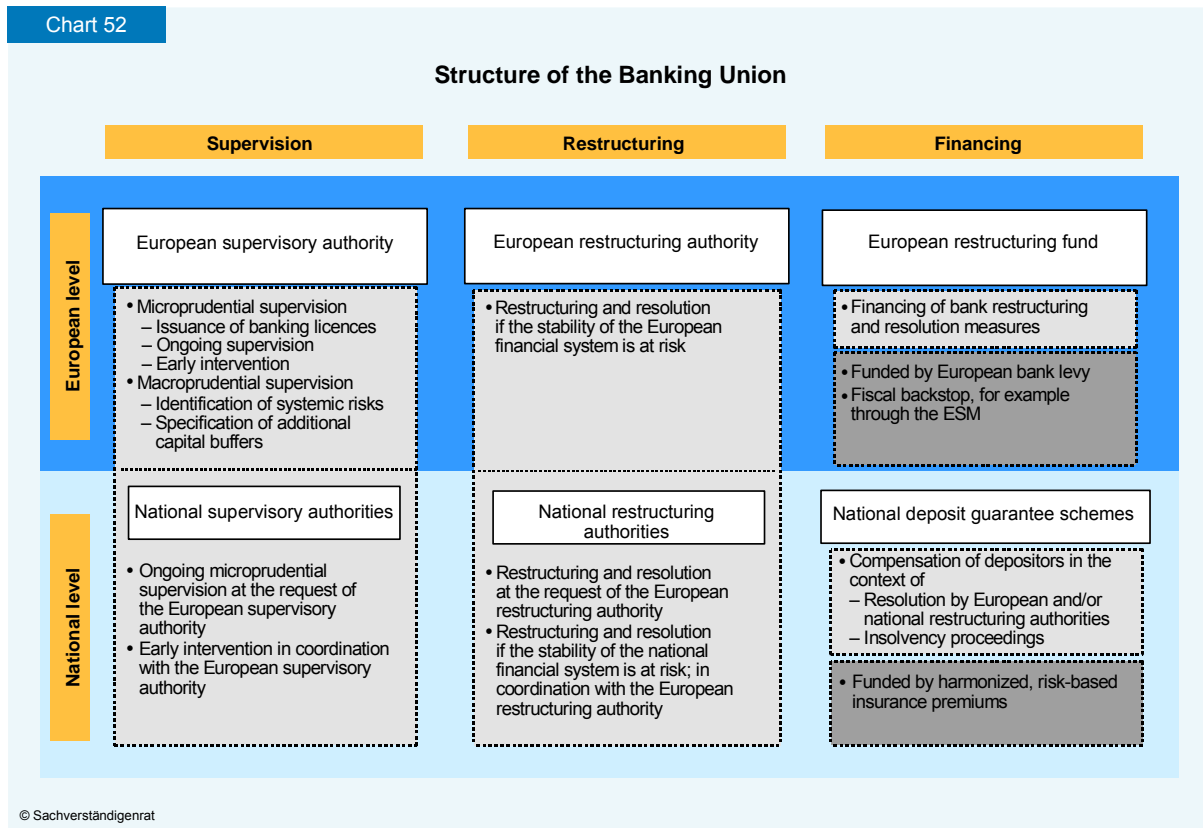 Chart 52
Structure of the Banking Union
Supervision
Restructuring
Financing
European level
European supervisory authority
• Microprudential supervision
– Issuance of banking licences
– Ongoing supervision
– Early intervention
• Macroprudential supervision
– Identification of systemic risks
– Specification of additional
capital buffers
European restructuring authority
• Restructuring and resolution
if the stability of the European
financial system is at risk
European restructuring fund
• Financing of bank restructuring
and resolution measures
• Funded by European bank levy
• Fiscal backstop, for example
through the ESM
National level
National supervisory authorities
• Ongoing microprudential
supervision at the request of
the European supervisory
authority
• Early intervention in coordination
with the European supervisory
authority
National restructuring
authorities
• Restructuring and resolution
at the request of the European
restructuring authority
• Restructuring and resolution
if the stability of the national
financial system is at risk; in
coordination with the European
restructuring authority
National deposit guarantee schemes
• Compensation of depositors in the
context of
– Resolution by European and/or
national restructuring authorities
– Insolvency proceedings
• Funded by harmonized, risk-based
insurance premiums
© Sachverständigenrat